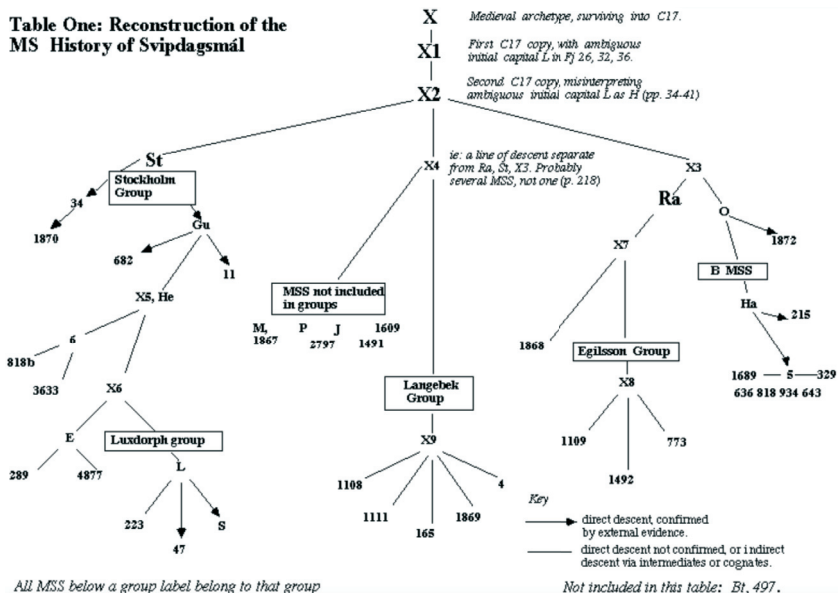 Table One: Reconstruction of the
MS History of Svipdagsmál
X
Medieval archetype, surviving into C17.
X1
First C17 copy, with ambiguous
initial capital L in Fj 26, 32, 36.
X2
Second C17 copy, misinterpreting
ambiguous initial capital L as H (pp. 34-41)
St
Stockholm
Group
34
1870
Gu
682
11
X5, He
6
818b
3633
X6
E
289
4877
Luxdorph group
L
223
47
S
X4
ie: a line of descent separate
from Ra, St, X3. Probably
several MSS, not one (p. 218)
MSS not included
in groups
M, P J 1609
1867 2797 1491
Langebek
Group
X9
1108
1111
165
1869
4
X3
Ra
O
1872
X7
B MSS
Ha
215
1868
Egilsson Group
X8
1109
1492
773
1689 5 329
636 818 934 643
Key
direct descent, confirmed
by external evidence.
direct descent not confirmed, or indirect
descent via intermediates or cognates.
All MSS below a group label belong to that group
Not included in this table: Bt, 497.